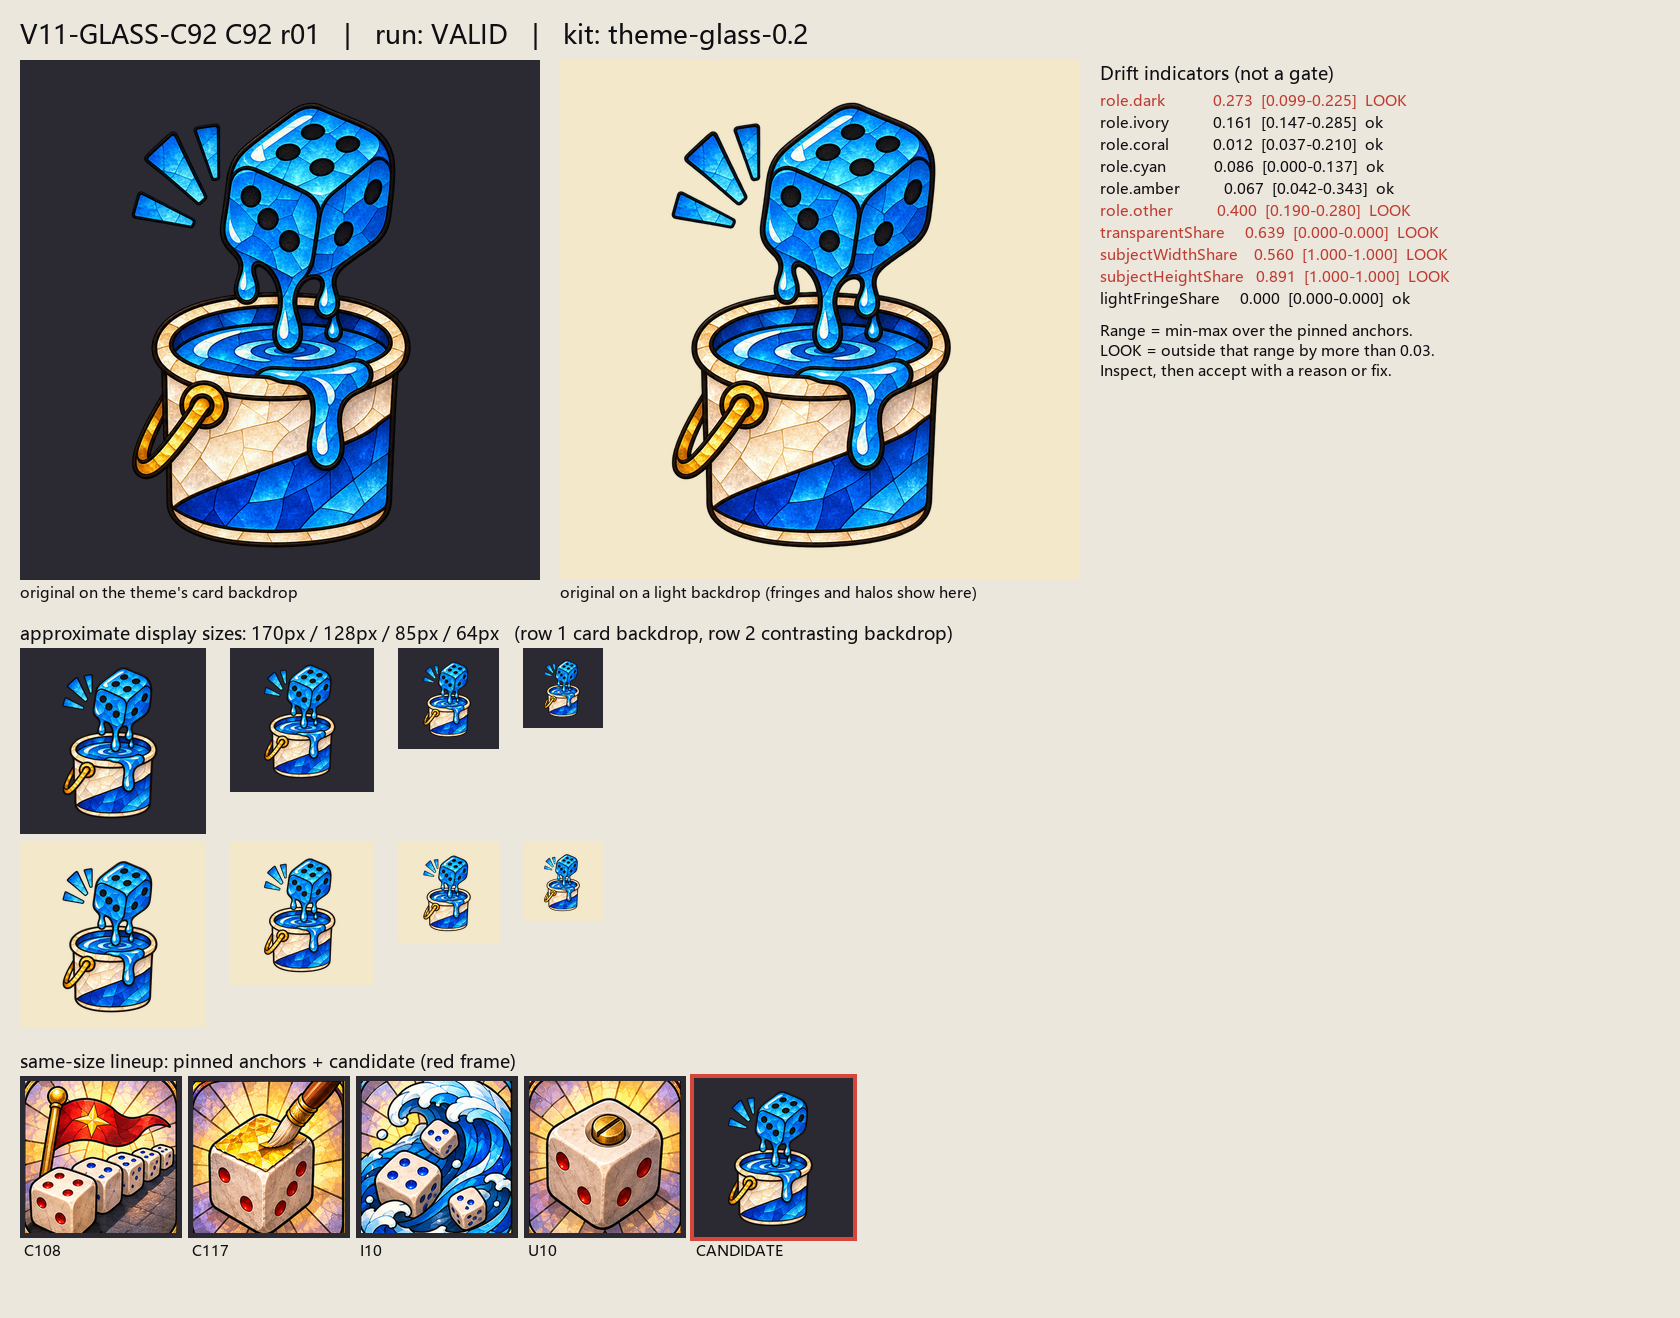 V11-GLASS-C92 C92 r01 | run: VALID | kit: theme-glass-0.2
original on the theme's card backdrop
original on a light backdrop (fringes and halos show here)
Drift indicators (not a gate)
role.dark 0.273 [0.099-0.225] LOOK
role.ivory 0.161 [0.147-0.285] ok
role.coral 0.012 [0.037-0.210] ok
role.cyan 0.086 [0.000-0.137] ok
role.amber 0.067 [0.042-0.343] ok
role.other 0.400 [0.190-0.280] LOOK
transparentShare 0.639 [0.000-0.000] LOOK
subjectWidthShare 0.560 [1.000-1.000] LOOK
subjectHeightShare 0.891 [1.000-1.000] LOOK
lightFringeShare 0.000 [0.000-0.000] ok
Range = min-max over the pinned anchors.
LOOK = outside that range by more than 0.03.
Inspect, then accept with a reason or fix.
approximate display sizes: 170px / 128px / 85px / 64px (row 1 card backdrop, row 2 contrasting backdrop)
same-size lineup: pinned anchors + candidate (red frame)
C108
C117
I10
U10
CANDIDATE